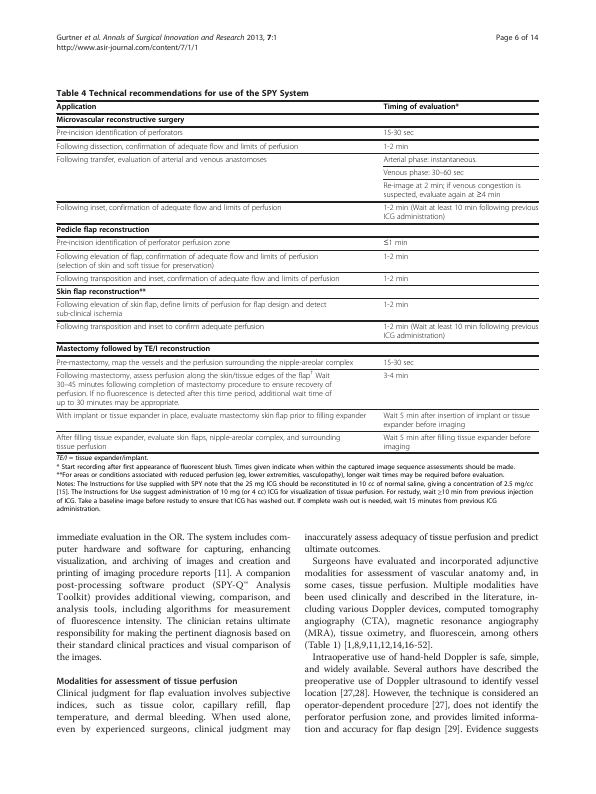 Gurtner et al. Annals of Surgical Innovation and Research 2013, 7:1
http://www.asir-journal.com/content/7/1/1
Page 6 of 14
Table 4 Technical recommendations for use of the SPY System
Application Timing of evaluation*
Microvascular reconstructive surgery
Pre-incision identification of perforators 15-30 sec
Following dissection, confirmation of adequate flow and limits of perfusion 1-2 min
Following transfer, evaluation of arterial and venous anastomoses Arterial phase: instantaneous.
Venous phase: 30–60 sec
Re-image at 2 min; if venous congestion is
suspected, evaluate again at ≥4 min
Following inset, confirmation of adequate flow and limits of perfusion 1-2 min (Wait at least 10 min following previous
ICG administration)
Pedicle flap reconstruction
Pre-incision identification of perforator perfusion zone ≤1 min
Following elevation of flap, confirmation of adequate flow and limits of perfusion 1-2 min
(selection of skin and soft tissue for preservation)
Following transposition and inset, confirmation of adequate flow and limits of perfusion 1-2 min
Skin flap reconstruction**
Following elevation of skin flap, define limits of perfusion for flap design and detect 1-2 min
sub-clinical ischemia
Following transposition and inset to confirm adequate perfusion 1-2 min (Wait at least 10 min following previous
ICG administration)
Mastectomy followed by TE/I reconstruction
Pre-mastectomy, map the vessels and the perfusion surrounding the nipple-areolar complex 15-30 sec
Following mastectomy, assess perfusion along the skin/tissue edges of the flap† Wait 3-4 min
30–45 minutes following completion of mastectomy procedure to ensure recovery of
perfusion. If no fluorescence is detected after this time period, additional wait time of
up to 30 minutes may be appropriate.
With implant or tissue expander in place, evaluate mastectomy skin flap prior to filling expander Wait 5 min after insertion of implant or tissue
expander before imaging
After filling tissue expander, evaluate skin flaps, nipple-areolar complex, and surrounding Wait 5 min after filling tissue expander before
tissue perfusion imaging
TE/I = tissue expander/implant.
* Start recording after first appearance of fluorescent blush. Times given indicate when within the captured image sequence assessments should be made.
**For areas or conditions associated with reduced perfusion (eg, lower extremities, vasculopathy), longer wait times may be required before evaluation.
Notes: The Instructions for Use supplied with SPY note that the 25 mg ICG should be reconstituted in 10 cc of normal saline, giving a concentration of 2.5 mg/cc
[15]. The Instructions for Use suggest administration of 10 mg (or 4 cc) ICG for visualization of tissue perfusion. For restudy, wait ≥10 min from previous injection
of ICG. Take a baseline image before restudy to ensure that ICG has washed out. If complete wash out is needed, wait 15 minutes from previous ICG
administration.
immediate evaluation in the OR. The system includes com-
puter hardware and software for capturing, enhancing
visualization, and archiving of images and creation and
printing of imaging procedure reports [11]. A companion
post-processing software product (SPY-Q™ Analysis
Toolkit) provides additional viewing, comparison, and
analysis tools, including algorithms for measurement
of fluorescence intensity. The clinician retains ultimate
responsibility for making the pertinent diagnosis based on
their standard clinical practices and visual comparison of
the images.
Modalities for assessment of tissue perfusion
Clinical judgment for flap evaluation involves subjective
indices, such as tissue color, capillary refill, flap
temperature, and dermal bleeding. When used alone,
even by experienced surgeons, clinical judgment may
inaccurately assess adequacy of tissue perfusion and predict
ultimate outcomes.
Surgeons have evaluated and incorporated adjunctive
modalities for assessment of vascular anatomy and, in
some cases, tissue perfusion. Multiple modalities have
been used clinically and described in the literature, in-
cluding various Doppler devices, computed tomography
angiography (CTA), magnetic resonance angiography
(MRA), tissue oximetry, and fluorescein, among others
(Table 1) [1,8,9,11,12,14,16-52].
Intraoperative use of hand-held Doppler is safe, simple,
and widely available. Several authors have described the
preoperative use of Doppler ultrasound to identify vessel
location [27,28]. However, the technique is considered an
operator-dependent procedure [27], does not identify the
perforator perfusion zone, and provides limited informa-
tion and accuracy for flap design [29]. Evidence suggests